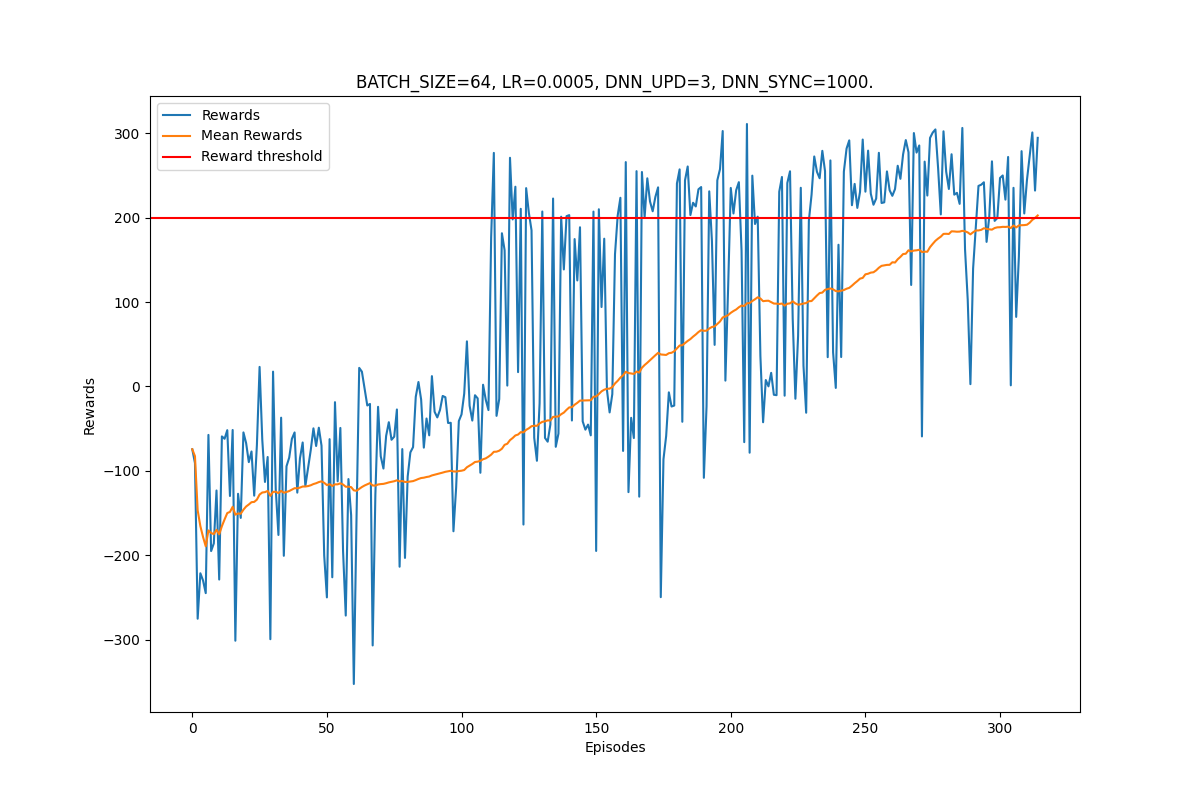 BATCH_SIZE=64, LR=0.0005, DNN_UPD=3, DNN_SYNC=1000.
Rewards
Mean Rewards
Reward threshold
300
200
100
0
−100
−200
−300
Rewards
0
50
100
150
200
250
300
Episodes